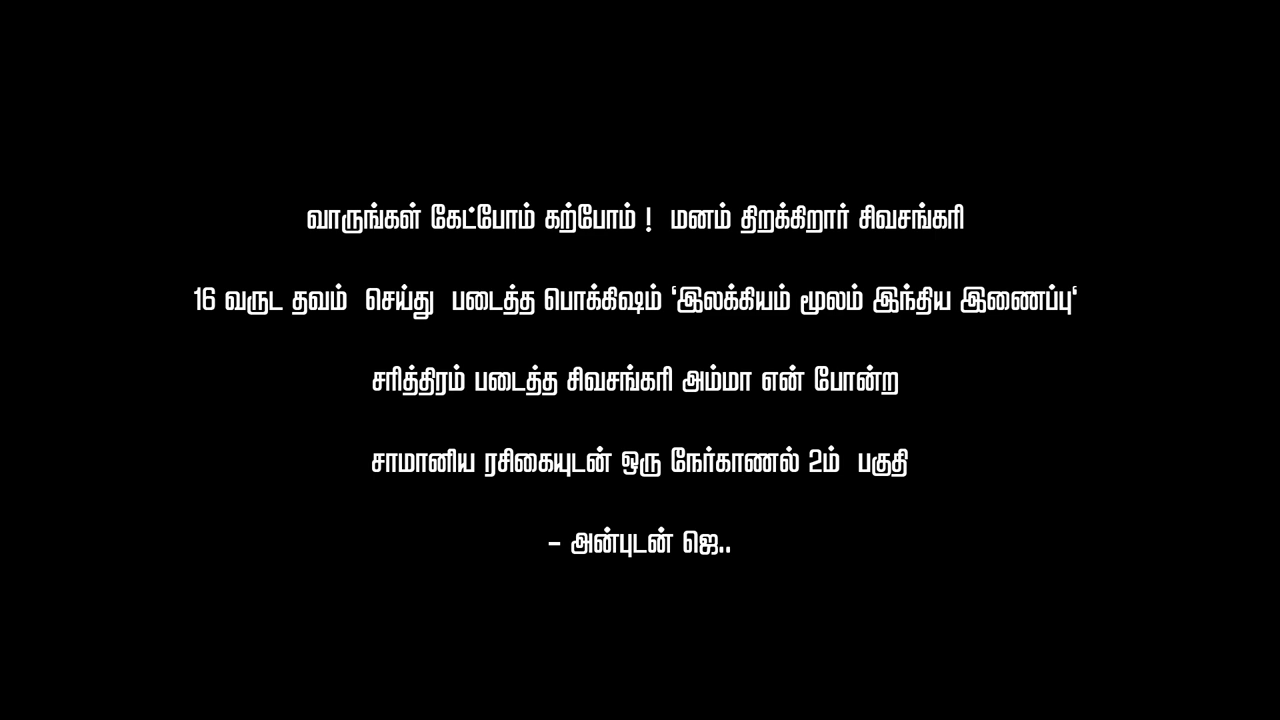 வாருங்கள் கேட்போம் கற்போம் !  மனம் திறக்கிறார் சிவசங்கரி
16 வருட தவம்  செய்து  படைத்த பொக்கிஷம் ‘இலக்கியம் மூலம் இந்திய இணைப்பு‘
சரித்திரம் படைத்த சிவசங்கரி அம்மா என் போன்ற
சாமானிய ரசிகையுடன் ஒரு நேர்காணல் 2ம்  பகுதி
– அன்புடன் ஜெ..